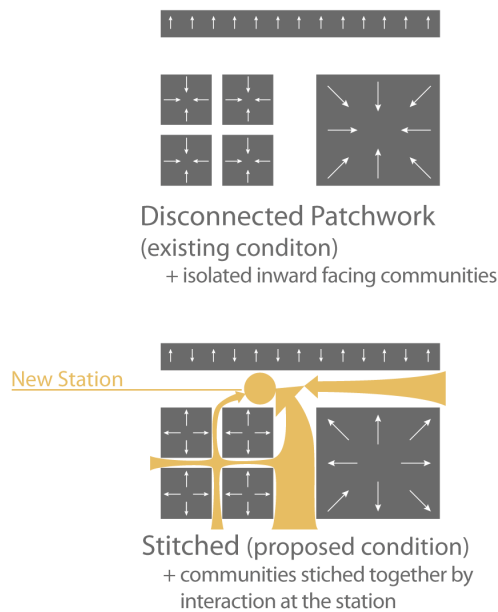 Disconnected Patchwork
(existing conditon)
+ isolated inward facing communities
New Station
Stitched (proposed condition)
+ communities stiched together by
interaction at the station